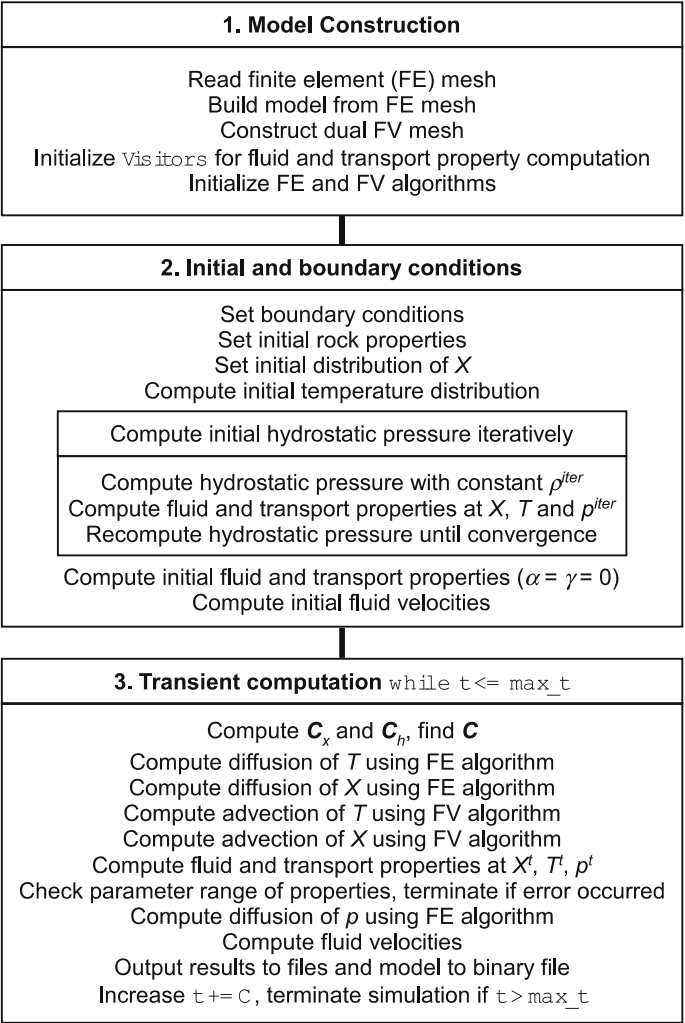 1. Model Construction
Read finite element (FE) mesh
Build model from FE mesh
Construct dual FV mesh
Initialize Visitors for fluid and transport property computation
Initialize FE and FV algorithms
2. Initial and boundary conditions
Set boundary conditions
Set initial rock properties
Set initial distribution of X
Compute initial temperature distribution
Compute initial hydrostatic pressure iteratively
Compute hydrostatic pressure with constant ρ^iter
Compute fluid and transport properties at X, T and p^iter
Recompute hydrostatic pressure until convergence
Compute initial fluid and transport properties (α = γ = 0)
Compute initial fluid velocities
3. Transient computation while t<= max_t
Compute C_x and C_h, find C
Compute diffusion of T using FE algorithm
Compute diffusion of X using FE algorithm
Compute advection of T using FV algorithm
Compute advection of X using FV algorithm
Compute fluid and transport properties at X^t, T^t, p^t
Check parameter range of properties, terminate if error occurred
Compute diffusion of p using FE algorithm
Compute fluid velocities
Output results to files and model to binary file
Increase t+= C, terminate simulation if t>max_t